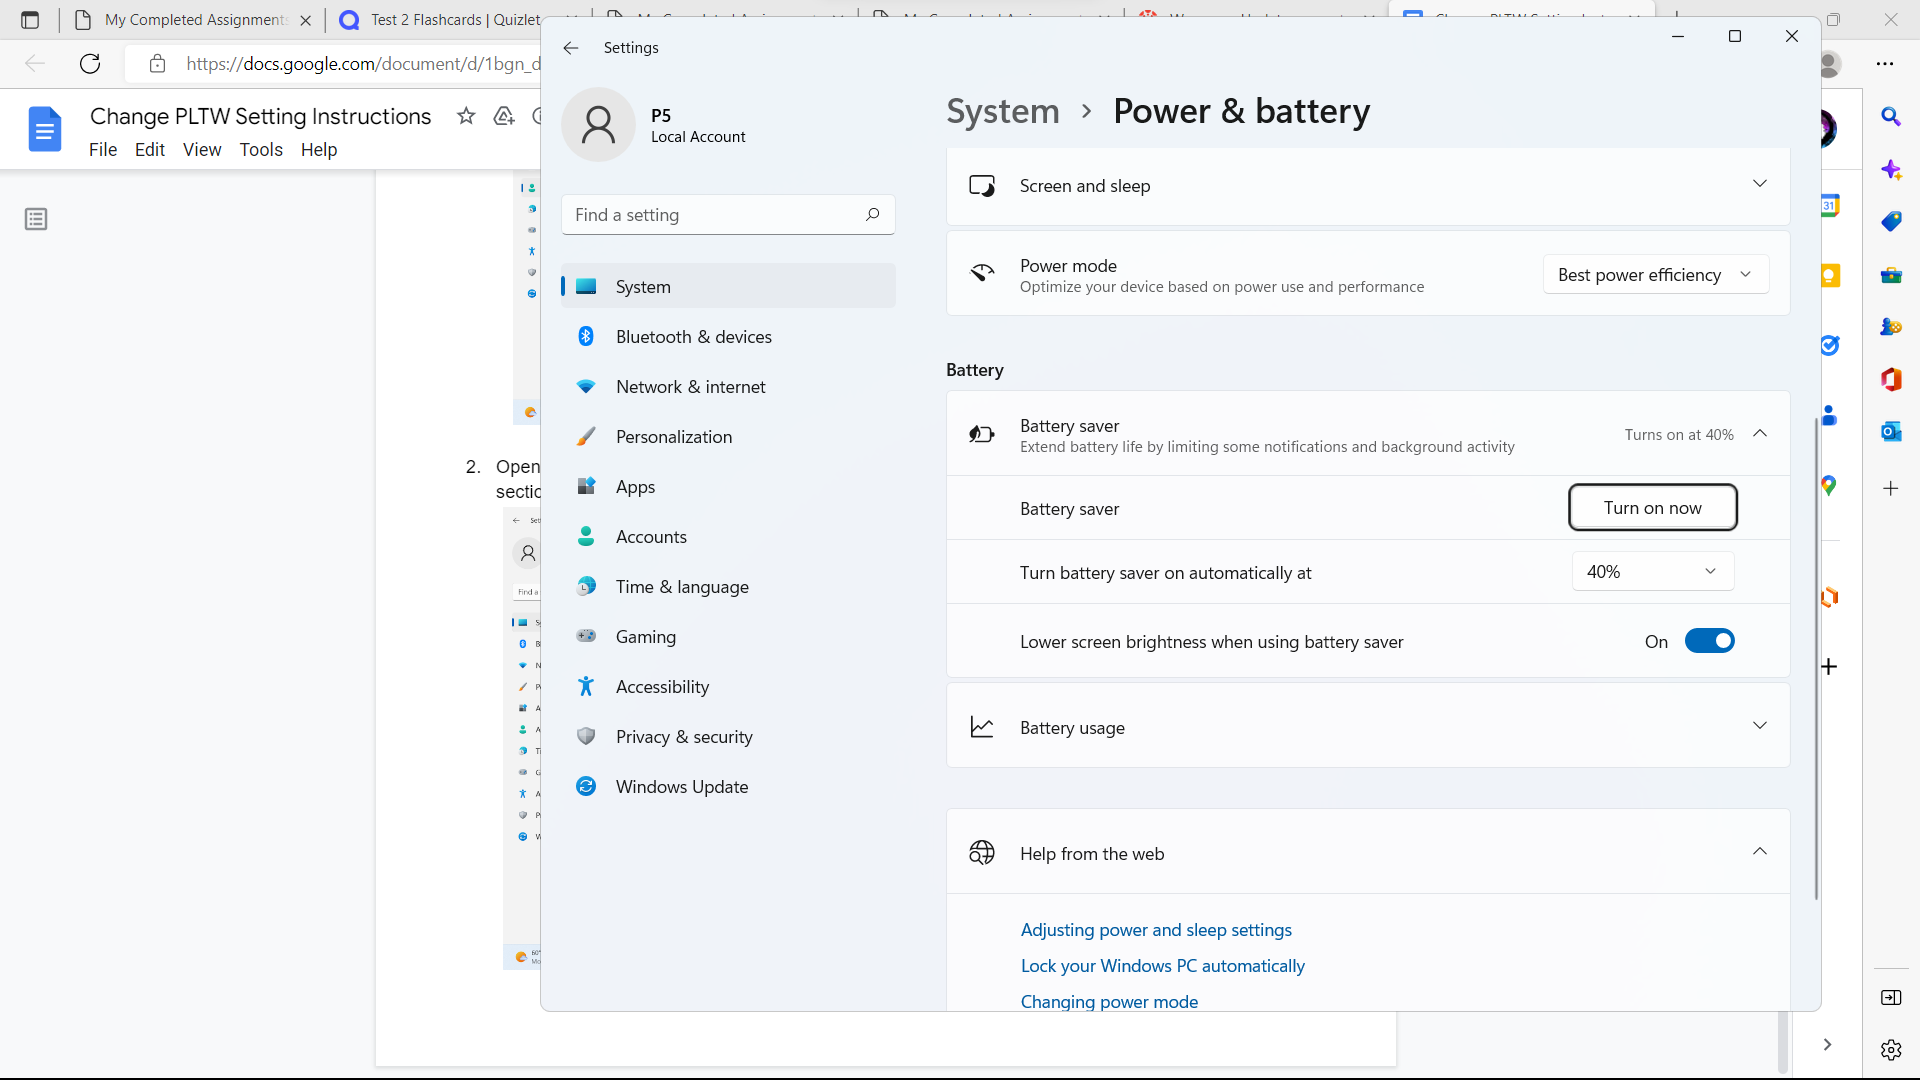 My Completed Assignments
Test 2 Flashcards | Quizlet
https://docs.google.com/document/d/1bgn_d
Change PLTW Setting Instructions
File Edit View Tools Help
2. Open
sectio
Find a
Settings
P5
Local Account
Find a setting
System
Bluetooth & devices
Network & internet
Personalization
Apps
Accounts
Time & language
Gaming
Accessibility
Privacy & security
Windows Update
System > Power & battery
Screen and sleep
Power mode
Optimize your device based on power use and performance
Best power efficiency
Battery
Battery saver
Extend battery life by limiting some notifications and background activity
Turns on at 40%
Battery saver
Turn on now
Turn battery saver on automatically at
40%
Lower screen brightness when using battery saver
On
Battery usage
Help from the web
Adjusting power and sleep settings
Lock your Windows PC automatically
Changing power mode
31